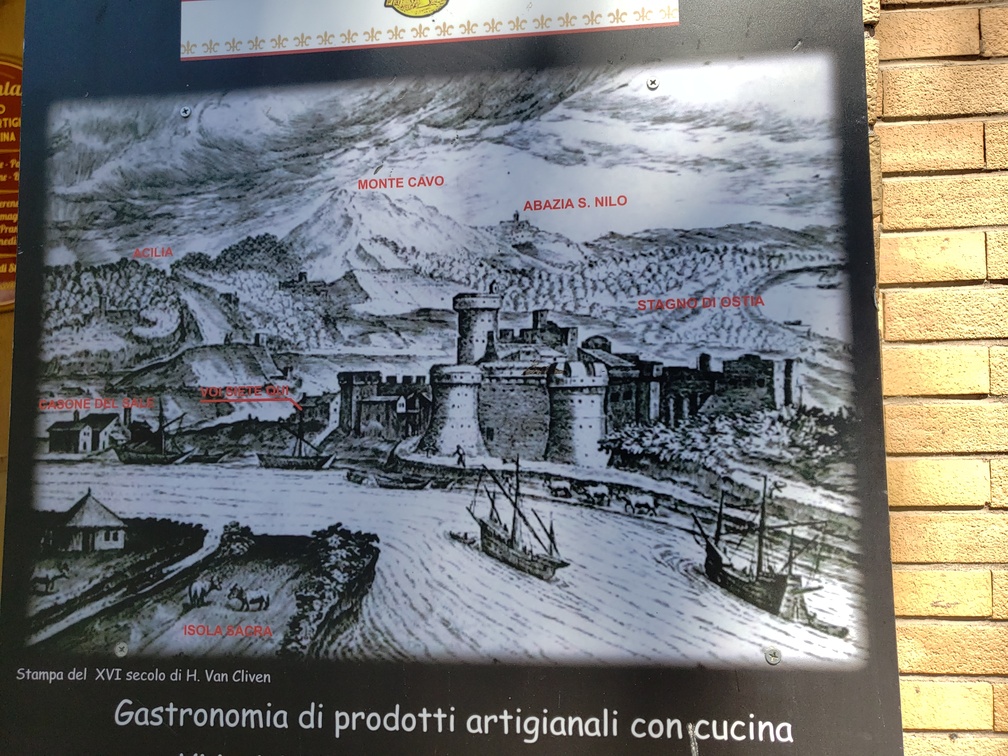 MONTE CAVO
ABAZIA S. NILO
ACILIA
STAGNO DI OSTIA
VOI SIETE QUI
CASONE DEL SALE
ISOLA SACRA
Stampa del XVI secolo di H. Van Cliven
Gastronomia di prodotti artigianali con cucina